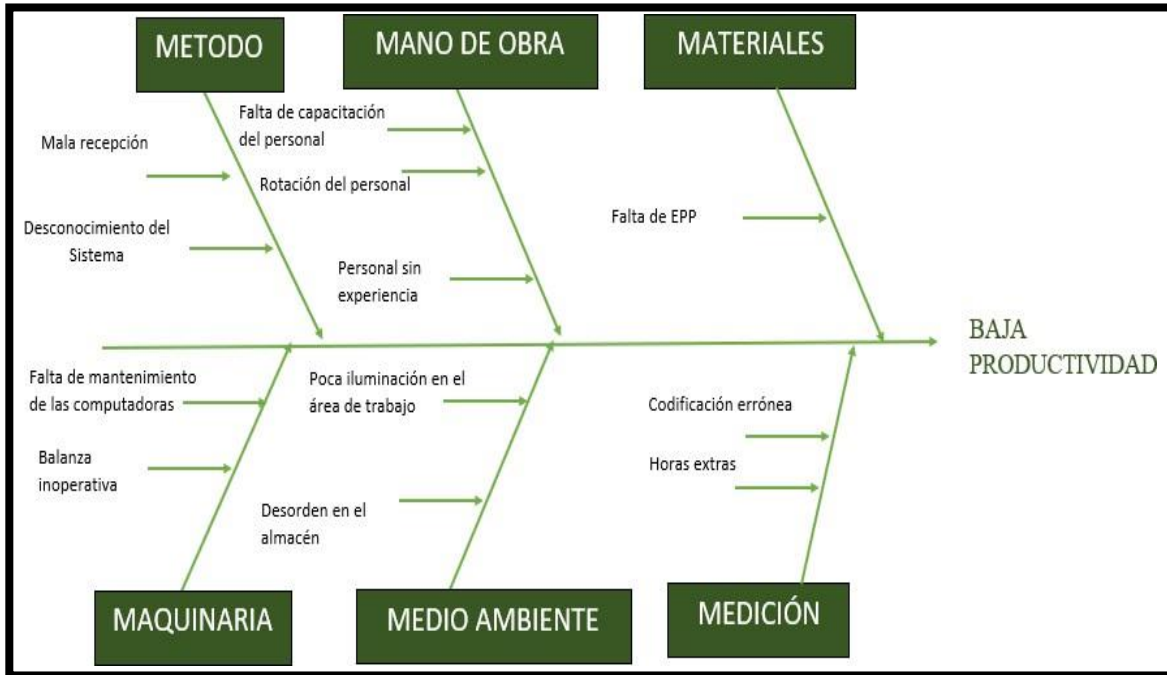 METODO
MANO DE OBRA
MATERIALES
Falta de capacitación
del personal
Mala recepción
Rotación del personal
Desconocimiento del
Sistema
Falta de EPP
Personal sin
experiencia
BAJA
PRODUCTIVIDAD
Falta de mantenimiento
de las computadoras
Poca iluminación en el
área de trabajo
Codificación errónea
Balanza
inoperativa
Horas extras
Desorden en el
almacén
MAQUINARIA
MEDIO AMBIENTE
MEDICIÓN